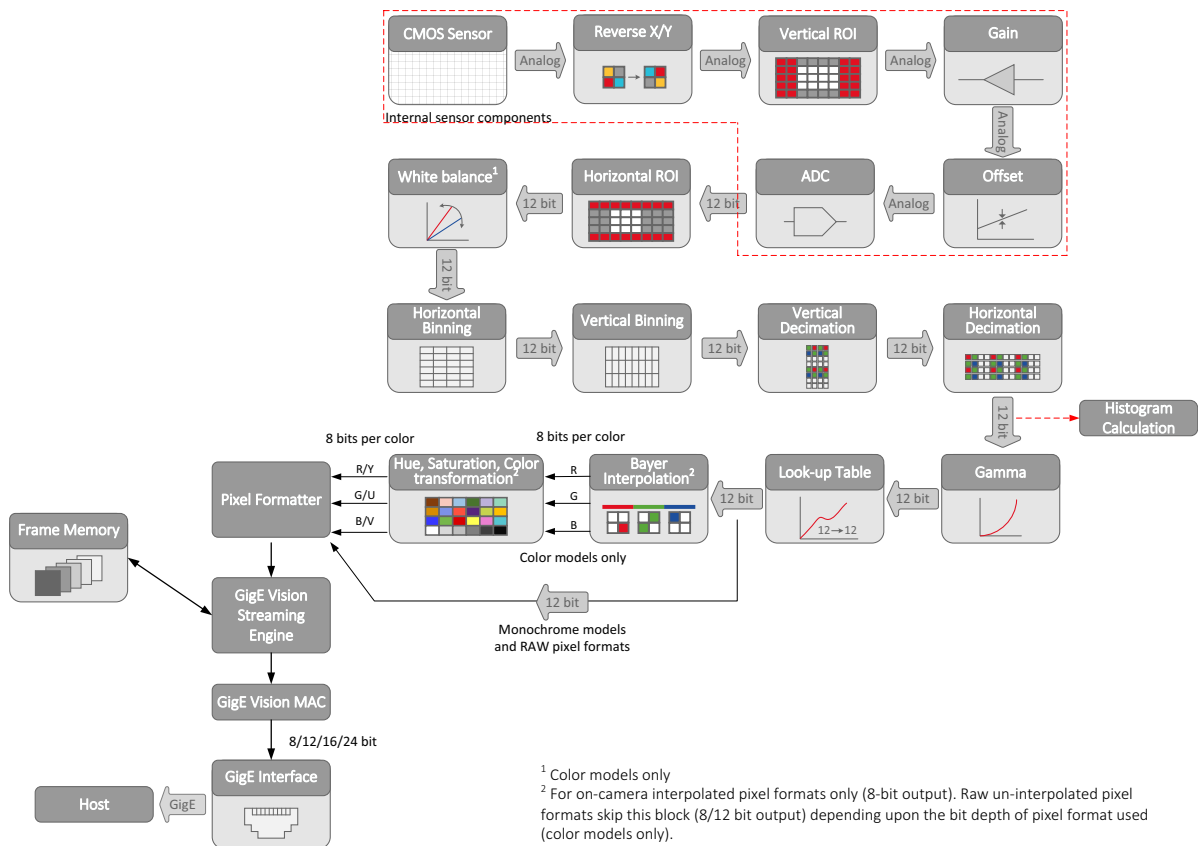 CMOS Sensor
Analog
Reverse X/Y
Analog
Vertical ROI
Analog
Gain
Internal sensor components
Analog
White balance1
12 bit
Horizontal ROI
12 bit
ADC
Analog
Offset
12 bit
Horizontal
Binning
12 bit
Vertical Binning
12 bit
Vertical
Decimation
12 bit
Horizontal
Decimation
12 bit
Histogram
Calculation
8 bits per color
8 bits per color
Pixel Formatter
R/Y
G/U
B/V
Hue, Saturation, Color
transformation2
R
G
B
Bayer
Interpolation2
12 bit
Look-up Table
12→12
12 bit
Gamma
Color models only
Frame Memory
GigE Vision
Streaming
Engine
12 bit
Monochrome models
and RAW pixel formats
GigE Vision MAC
8/12/16/24 bit
GigE Interface
GigE
Host
1 Color models only
2 For on-camera interpolated pixel formats only (8-bit output). Raw un-interpolated pixel
formats skip this block (8/12 bit output) depending upon the bit depth of pixel format used
(color models only).